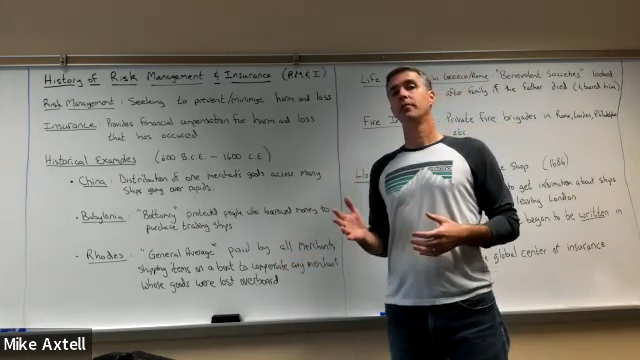 History of Risk Management & Insurance (RM & I)
Risk Management: Seeking to prevent/minimize harm and loss
Insurance: Provides financial compensation for harm and loss
that has occured
Historical Examples (600 B.C.E. - 1600 C.E.)
• China: Distribution of one merchant's goods across many
ships going over rapids.
• Babylonia: "Bottomry" protected people who borrowed money to
purchase trading ships
• Rhodes: "General Average" paid by all merchants
shipping items on a boat to compensate any merchant
whose goods were lost overboard
Life
in Greece/Rome "Benevolent Societies" looked
after family if the father died (& buried him)
Fire
Private fire brigades in Rome, London, Philadelphia
etc.
Shop (1686)
to get information about ships
leaving London
began to be written in
global center of insurance
Mike Axtell